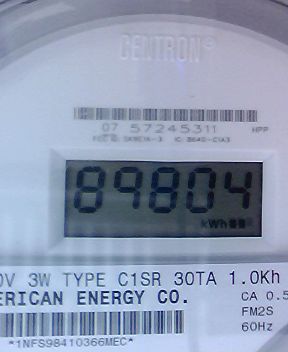 CENTRON®
07 57245311
HPP
89804
kWh
0V 3W TYPE C1SR 30TA 1.0Kh
ERICAN ENERGY CO.
CA 0.5
FM2S
60Hz
*1NFS98410366MEC*